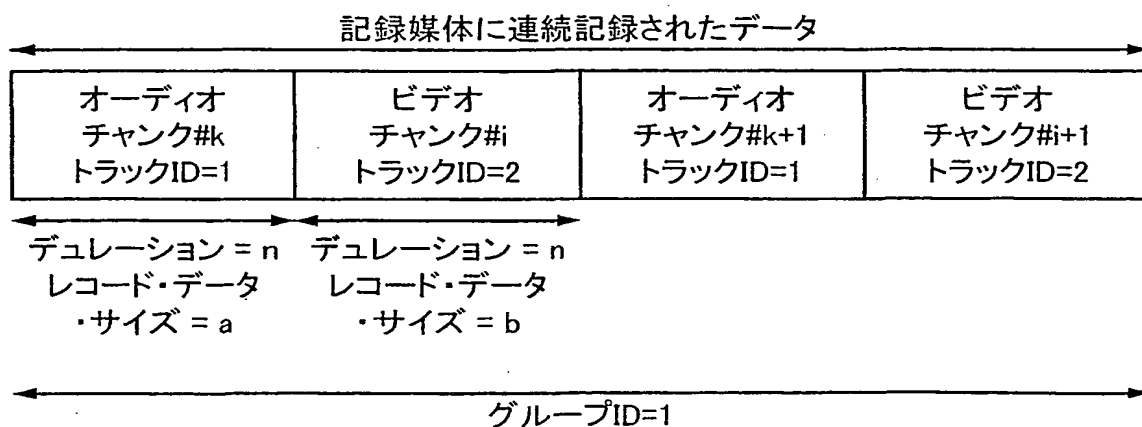 記録媒体に連続記録されたデータ
オーディオ
チャンク#k
トラックID=1
ビデオ
チャンク#i
トラックID=2
オーディオ
チャンク#k+1
トラックID=1
ビデオ
チャンク#i+1
トラックID=2
デュレーション = n
レコード・データ
・サイズ = a
デュレーション = n
レコード・データ
・サイズ = b
グループID=1